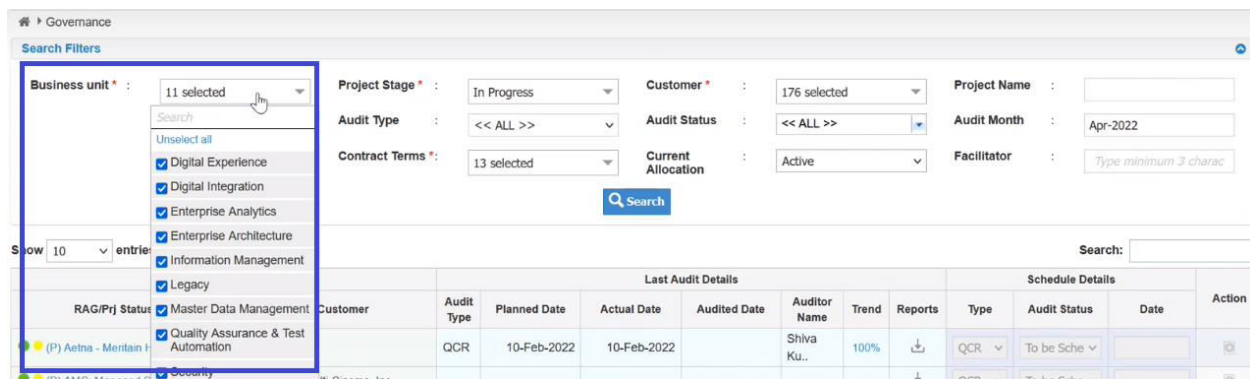 Governance
Search Filters
Business unit * : 11 selected Project Stage * : In Progress Customer * : 176 selected Project Name :
Search
Unselect all
Audit Type : << ALL >> Audit Status : << ALL >> Audit Month : Apr-2022
Contract Terms *: 13 selected Current Allocation : Active Facilitator : Type minimum 3 charac
Digital Experience
Digital Integration
Enterprise Analytics
Enterprise Architecture
Information Management
Legacy
Master Data Management
Quality Assurance & Test
Automation
Security
Search
Show 10 entries Search:
Last Audit Details Schedule Details
RAG/Prj Status Customer Audit Type Planned Date Actual Date Audited Date Auditor Name Trend Reports Type Audit Status Date Action
(P) Aetna - Meritain QCR 10-Feb-2022 10-Feb-2022 Shiva Ku.. 100% QCR To be Sche